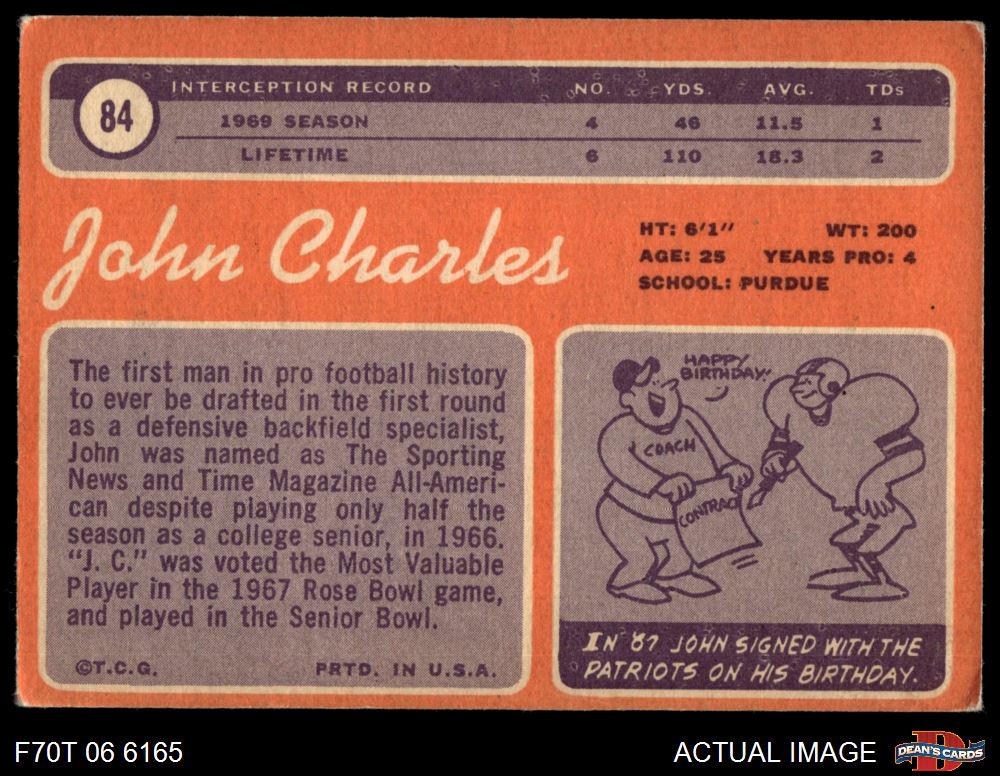 84
INTERCEPTION RECORD NO. YDS. AVG. TDs
1969 SEASON 4 46 11.5 1
LIFETIME 6 110 18.3 2
John Charles
HT: 6'1" WT: 200
AGE: 25 YEARS PRO: 4
SCHOOL: PURDUE
The first man in pro football history
to ever be drafted in the first round
as a defensive backfield specialist,
John was named as The Sporting
News and Time Magazine All-Ameri-
can despite playing only half the
season as a college senior, in 1966.
"J. C." was voted the Most Valuable
Player in the 1967 Rose Bowl game,
and played in the Senior Bowl.
©T.C.G. PRTD. IN U.S.A.
HAPPY
BIRTHDAY!
COACH
CONTRAC
IN '67 JOHN SIGNED WITH THE
PATRIOTS ON HIS BIRTHDAY.
F70T 06 6165
ACTUAL IMAGE
D
DEAN'S CARDS